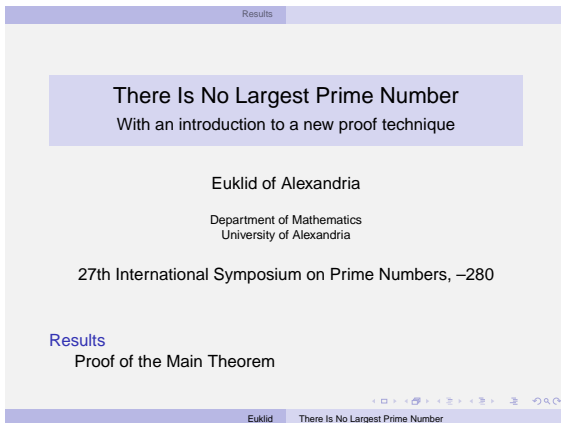 Results
There Is No Largest Prime Number
With an introduction to a new proof technique
Euklid of Alexandria
Department of Mathematics
University of Alexandria
27th International Symposium on Prime Numbers, –280
Results
Proof of the Main Theorem
Euklid There Is No Largest Prime Number